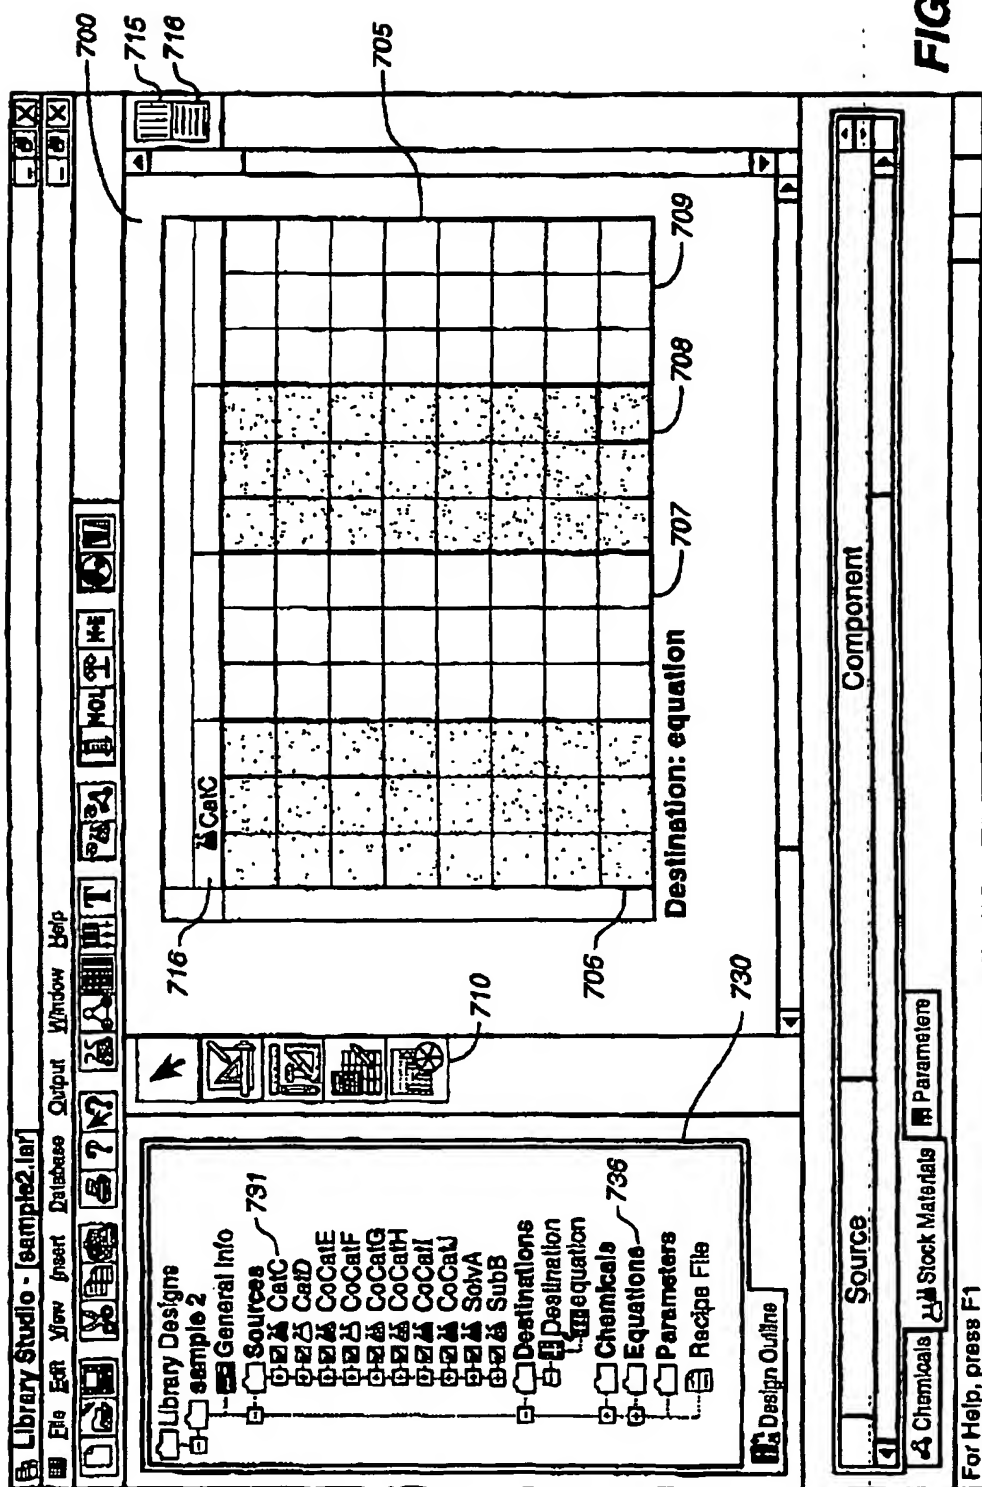 Library Studio - [sample2.lar]
File Edit View Insert Database Output Window Help
MOL
T
?
?
700
715
716
705
Library Designs
sample 2
General Info
Sources
731
CatC
CatD
CoCatE
CoCatF
CoCatG
CoCatH
CoCatI
CoCatJ
SolvA
SubB
Destinations
Destination
equation
Chemicals
Equations
736
Parameters
Recipe File
Design Outline
730
710
716
CatC
706
707
708
709
Destination: equation
Source
Component
Chemicals
Stock Materials
Parameters
For Help, press F1
FIG